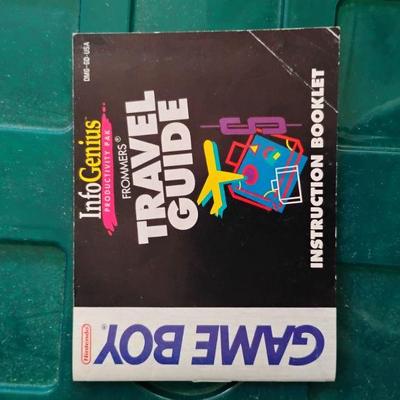 DMG-GD-USA
InfoGenius
PRODUCTIVITY PAK
FROMMERS®
TRAVEL
GUIDE
INSTRUCTION BOOKLET
Nintendo
GAME BOY®